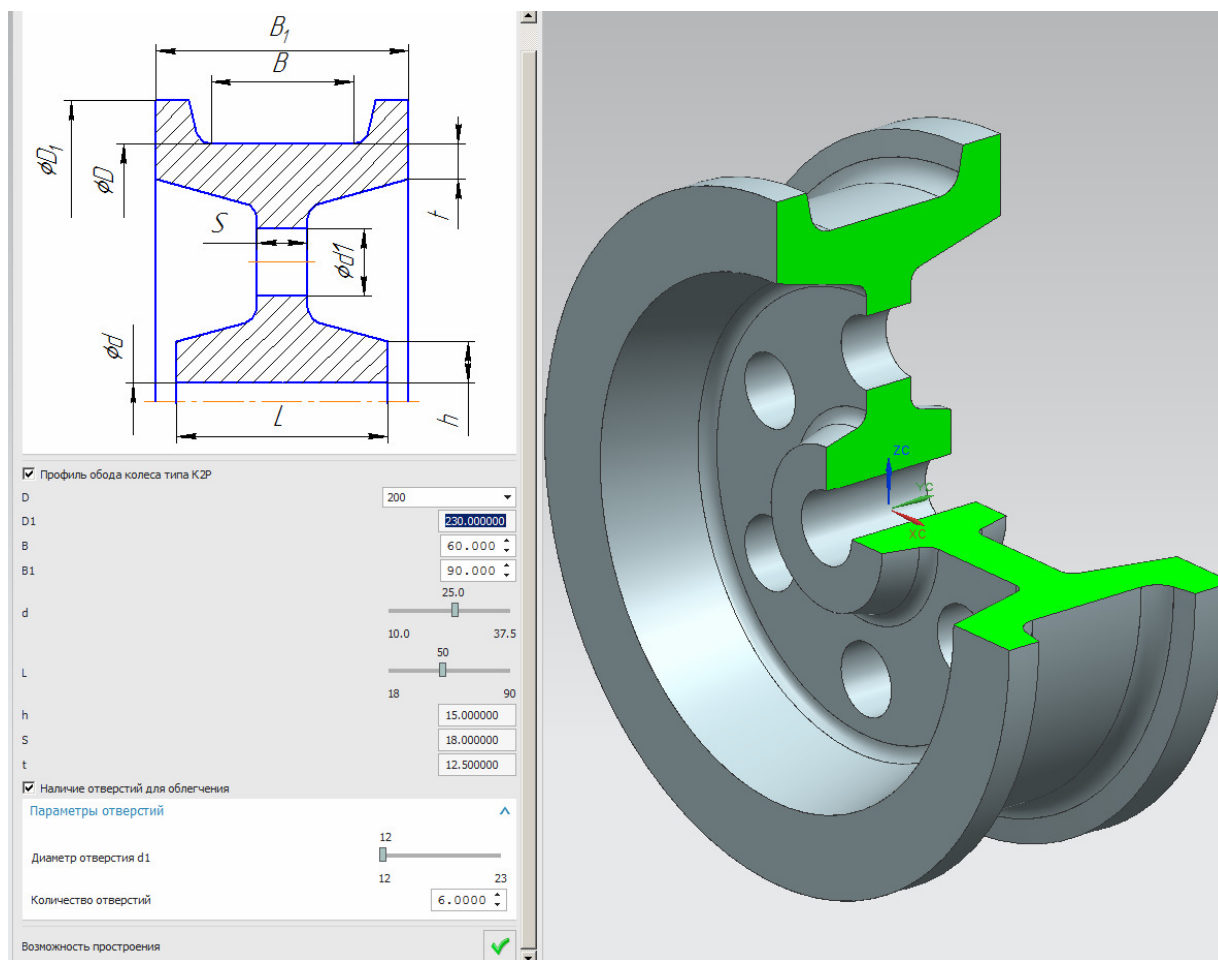 B₁
B
ϕD₁
ϕD
t
S
ϕd1
ϕd
L
h
Профиль обода колеса типа К2Р
D 200
D1 230.000000
B 60.000
B1 90.000
25.0
d
10.0 37.5
50
L
18 90
h 15.000000
S 18.000000
t 12.500000
Наличие отверстий для облегчения
Параметры отверстий
12
Диаметр отверстия d1
12 23
Количество отверстий 6.0000
Возможность простроения
ZC
YC
XC